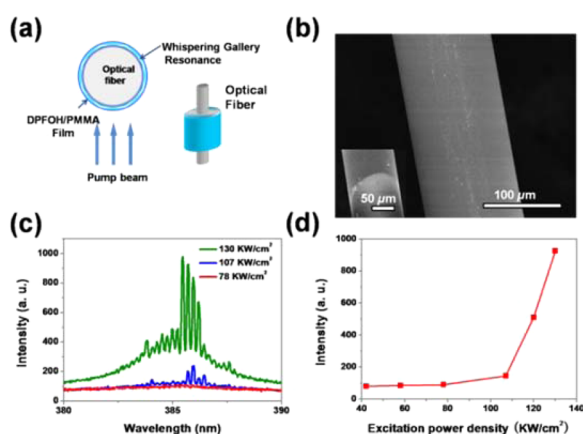 (a)
Whispering Gallery
Resonance
Optical
fiber
Optical
Fiber
DPFOH/PMMA
Film
Pump beam
(b)
50 µm
100 µm
(c)
130 KW/cm²
107 KW/cm²
78 KW/cm²
Intensity (a. u.)
1000
800
600
400
200
0
380
385
390
Wavelength (nm)
(d)
Intensity (a. u.)
1000
800
600
400
200
0
40
60
80
100
120
140
Excitation power density (KW/cm²)